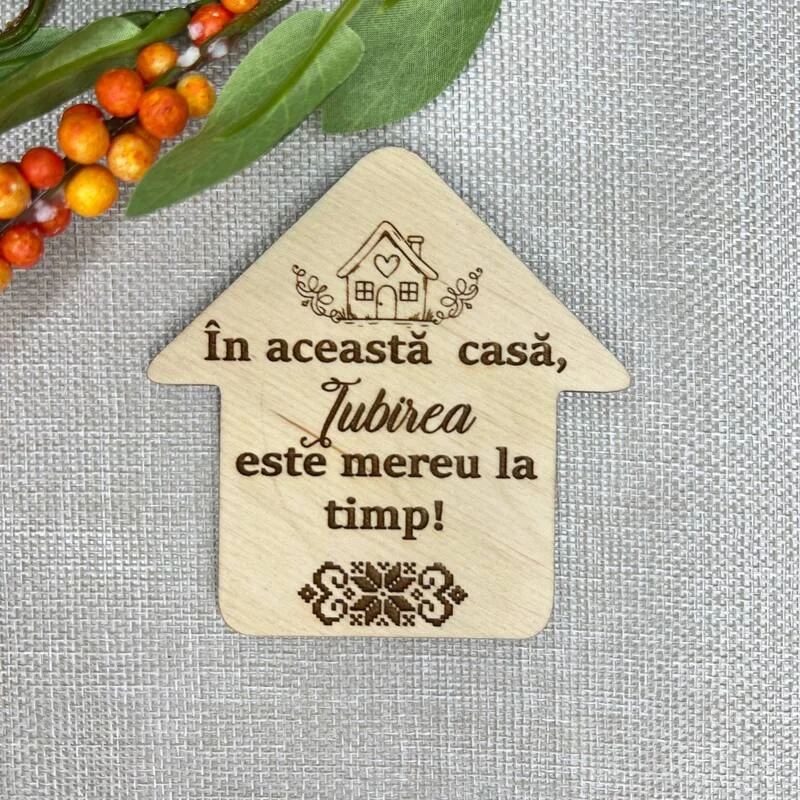 În această casă,
Iubirea
este mereu la
timp!